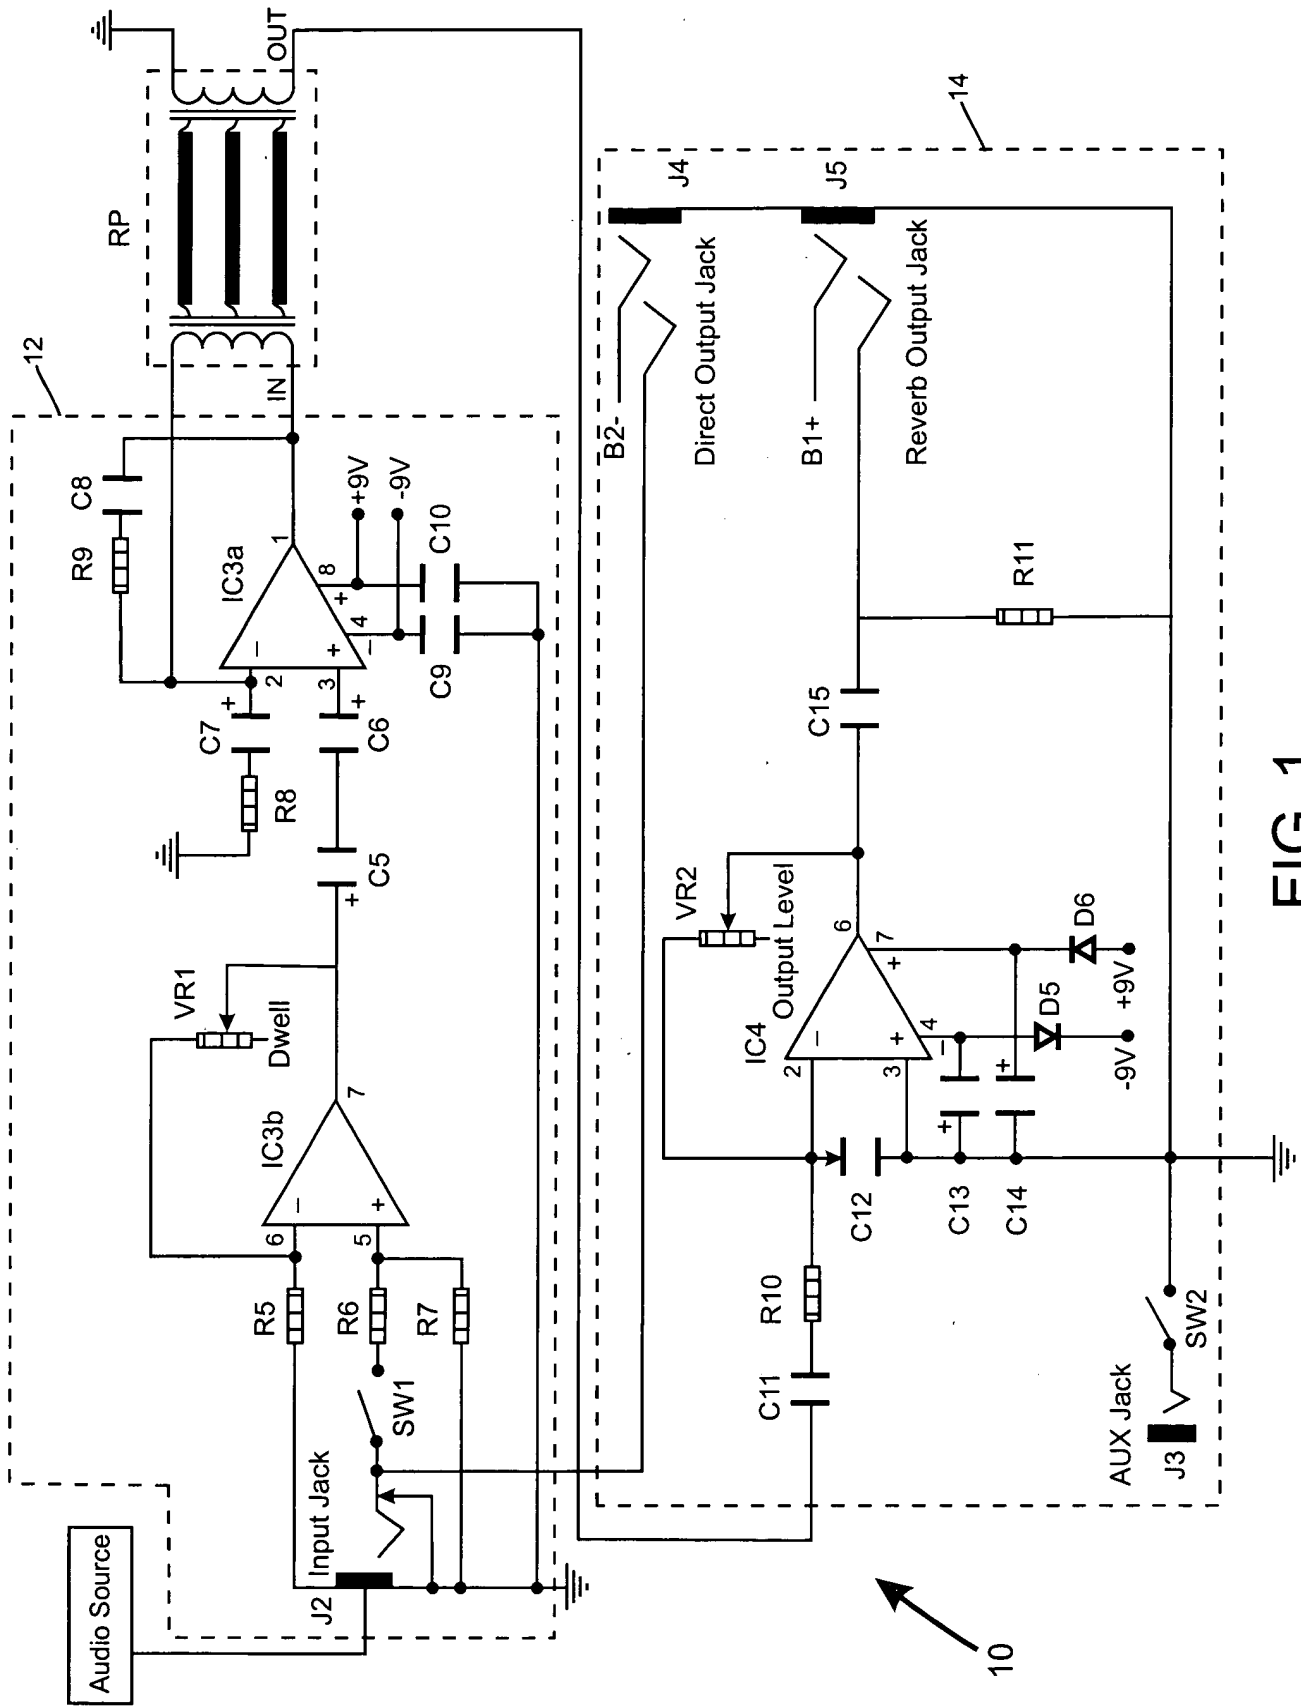 Audio Source
12
Input Jack
J2
SW1
R5
R6
R7
6
5
−
+
IC3b
7
VR1
Dwell
+
C5
C6
+
R8
C7
+
2
3
−
+
IC3a
1
8
+
4
−
R9
C8
C9
C10
+9V
-9V
IN
RP
OUT
10
14
C11
R10
C12
2
3
−
+
IC4
6
7
+
4
−
VR2
Output Level
+
C13
+
C14
D5
D6
-9V
+9V
C15
R11
AUX Jack
J3
SW2
B2-
J4
Direct Output Jack
B1+
J5
Reverb Output Jack
FIG. 1